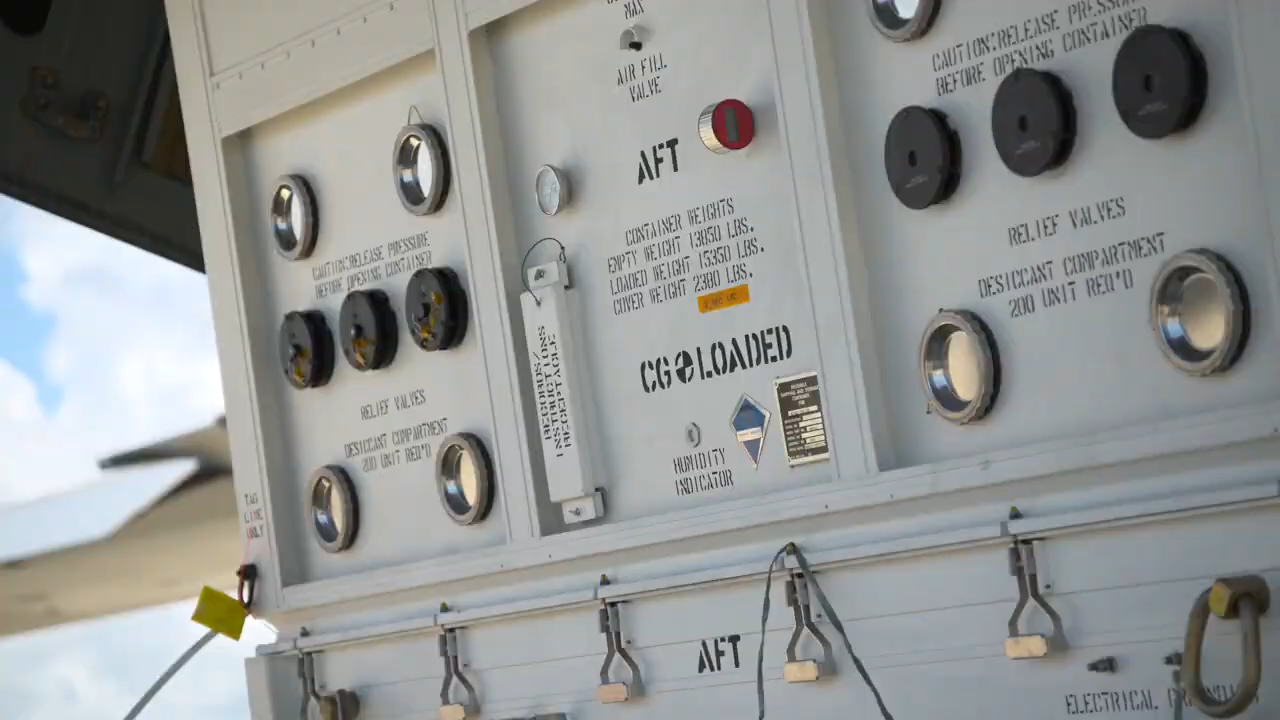 MAX
AIR FILL
VALVE
AFT
CONTAINER WEIGHTS
EMPTY WEIGHT 13050 LBS.
LOADED WEIGHT 15350 LBS.
COVER WEIGHT 2380 LBS.
CG LOADED
RECORDS/
INSTRUCTIONS
RECEPTACLE
HUMIDITY
INDICATOR
CAUTION:RELEASE PRESSURE
BEFORE OPENING CONTAINER
RELIEF VALVES
DESICCANT COMPARTMENT
200 UNIT REQ'D
CAUTION:RELEASE PRESSURE
BEFORE OPENING CONTAINER
RELIEF VALVES
DESICCANT COMPARTMENT
200 UNIT REQ'D
TAG
LINE
ONLY
AFT
ELECTRICAL